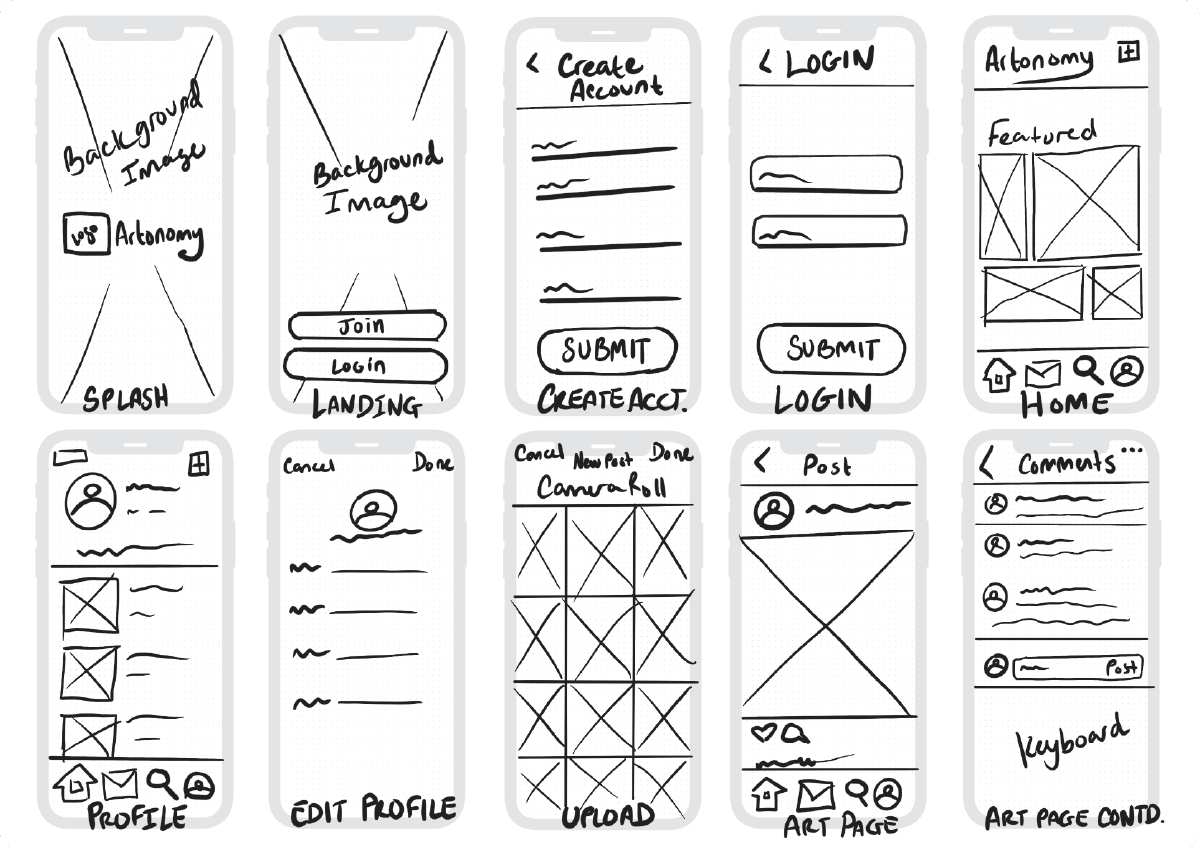 Background
Image
Artonomy
SPLASH
Background
Image
Join
Login
LANDING
< Create
Account
SUBMIT
CREATE ACCT.
< LOGIN
SUBMIT
LOGIN
Artonomy
Featured
HOME
PROFILE
Cancel Done
EDIT PROFILE
Cancel New Post Done
Camera Roll
UPLOAD
< Post
ART PAGE
< Comments ...
Post
Keyboard
ART PAGE CONTD.